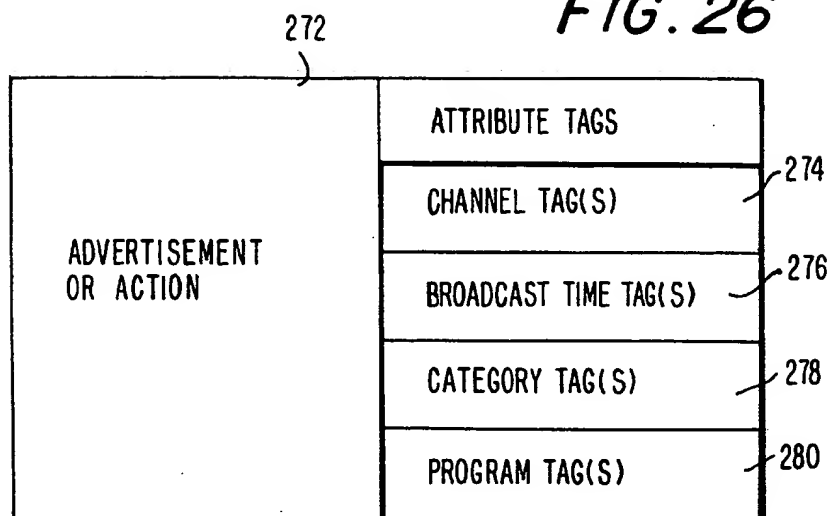 FIG. 26
272
ATTRIBUTE TAGS
274
CHANNEL TAG(S)
276
ADVERTISEMENT
OR ACTION
BROADCAST TIME TAG(S)
278
CATEGORY TAG(S)
280
PROGRAM TAG(S)